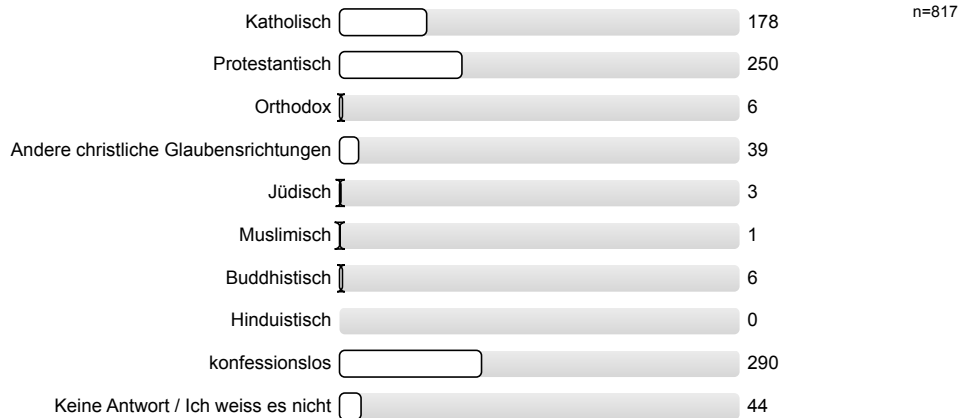 n=817
Katholisch 178
Protestantisch 250
Orthodox 6
Andere christliche Glaubensrichtungen 39
Jüdisch 3
Muslimisch 1
Buddhistisch 6
Hinduistisch 0
konfessionslos 290
Keine Antwort / Ich weiss es nicht 44